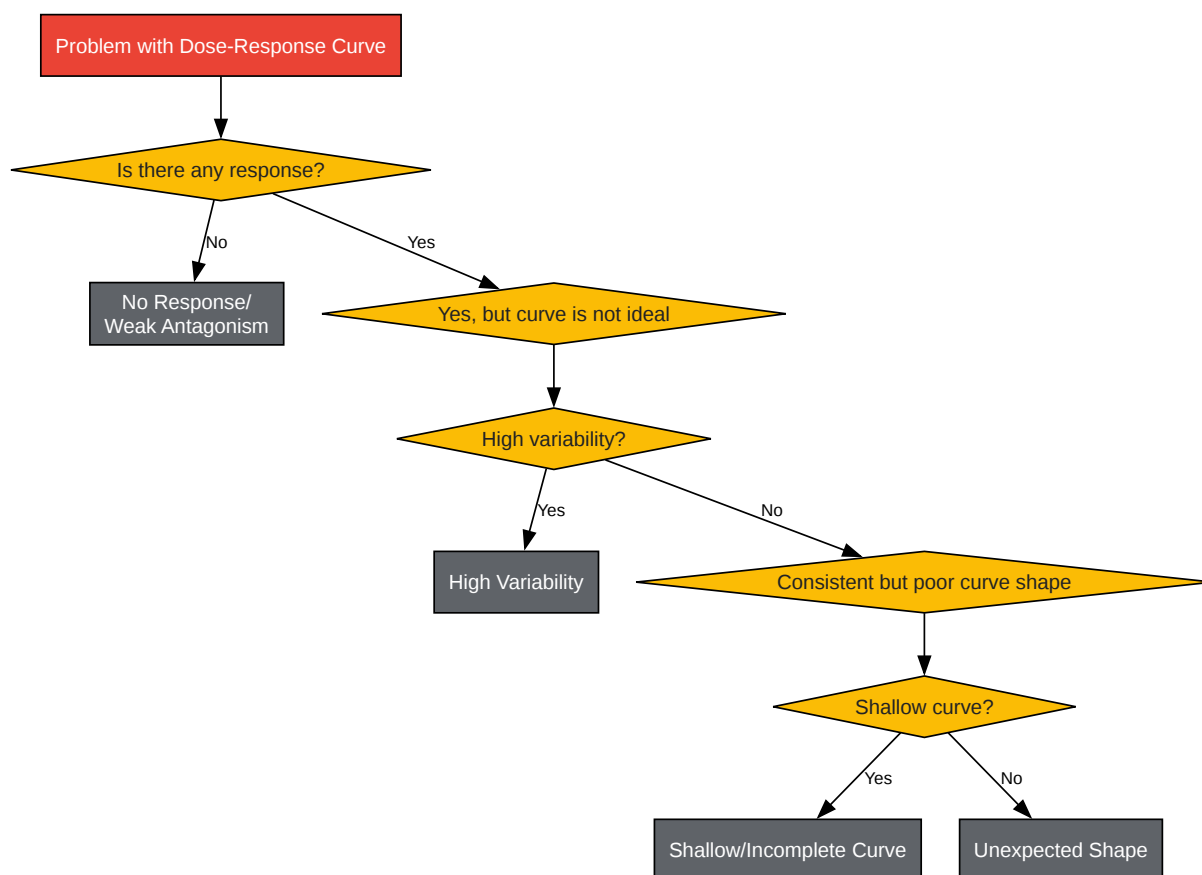 Problem with Dose-Response Curve
Is there any response?
No
Yes
No Response/
Weak Antagonism
Yes, but curve is not ideal
High variability?
Yes
No
High Variability
Consistent but poor curve shape
Shallow curve?
Yes
No
Shallow/Incomplete Curve
Unexpected Shape